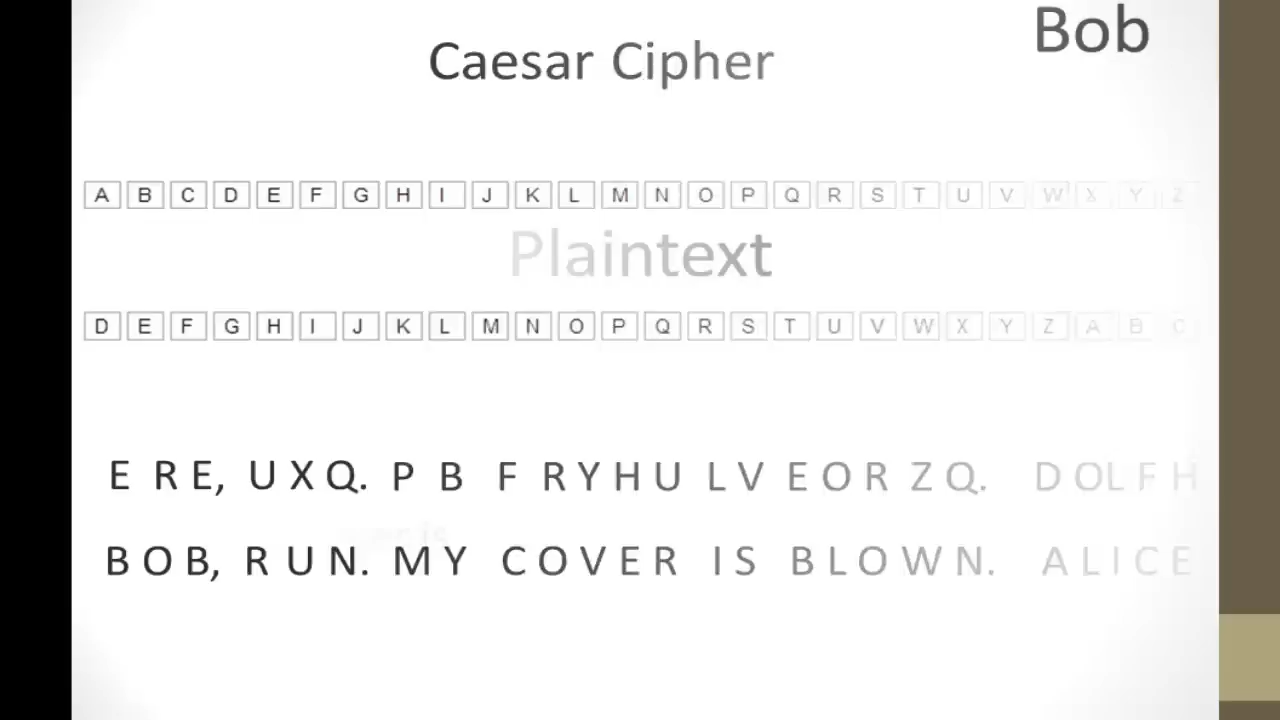 Bob
Caesar Cipher
A B C D E F G H I J K L M N O P Q R S T U V W X Y Z
Plaintext
D E F G H I J K L M N O P Q R S T U V W X Y Z A B C
E R E, U X Q. P B F R Y H U L V E O R Z Q. D O L F H
B O B, R U N. M Y C O V E R I S B L O W N. A L I C E